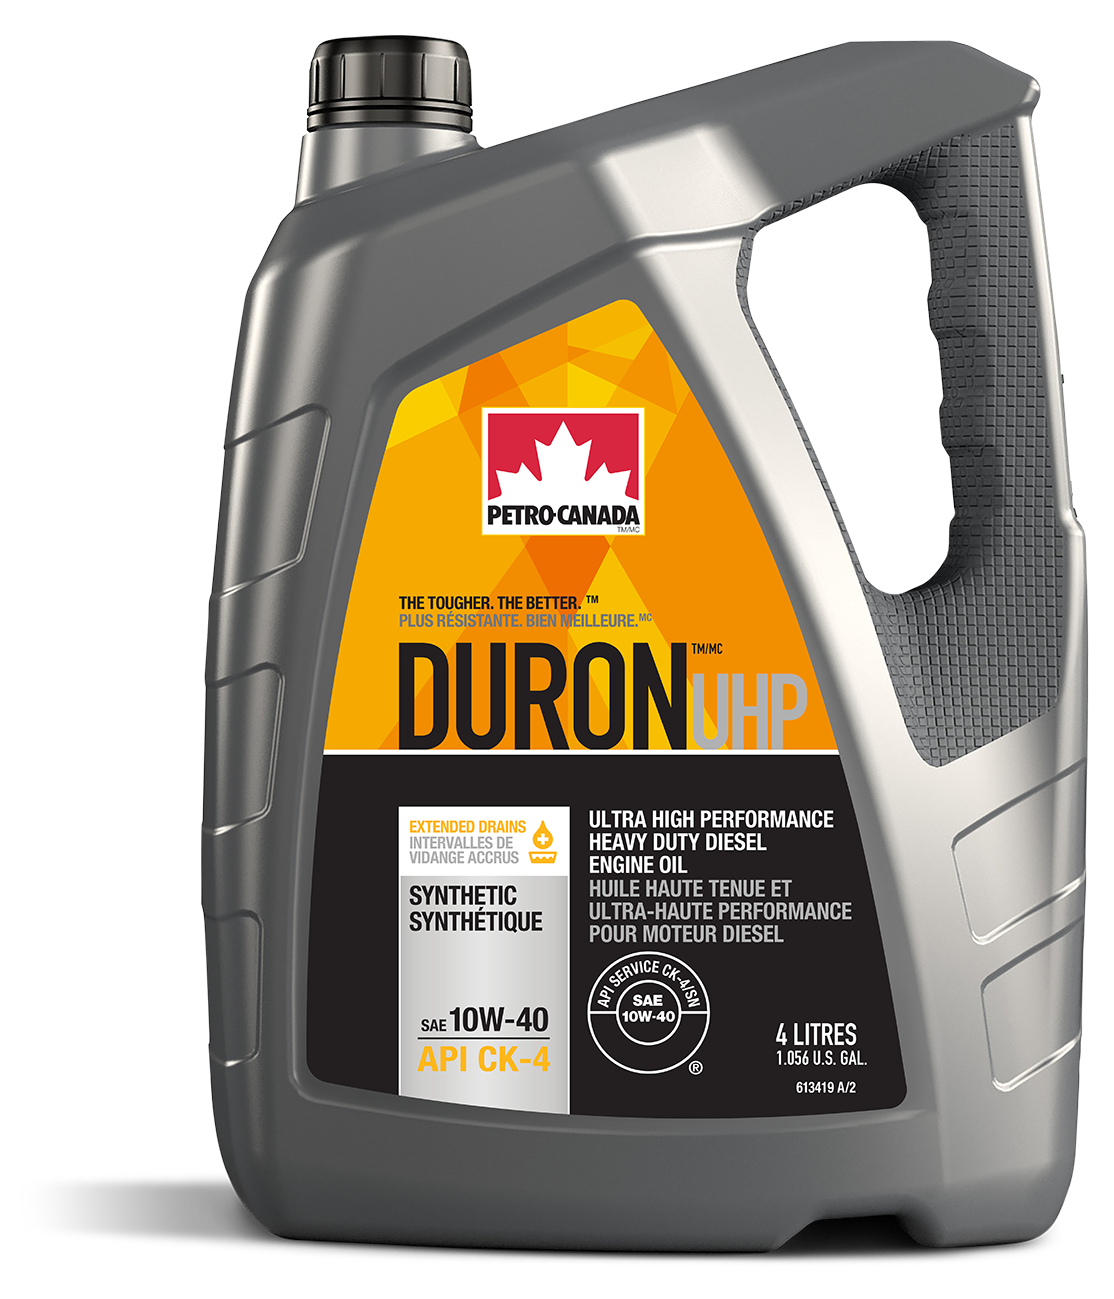 PETRO-CANADA
TM/MC
THE TOUGHER. THE BETTER. ™
PLUS RÉSISTANTE. BIEN MEILLEURE.MC
DURON TM/MC UHP
EXTENDED DRAINS
INTERVALLES DE
VIDANGE ACCRUS
SYNTHETIC
SYNTHÉTIQUE
SAE 10W-40
API CK-4
ULTRA HIGH PERFORMANCE
HEAVY DUTY DIESEL
ENGINE OIL
HUILE HAUTE TENUE ET
ULTRA-HAUTE PERFORMANCE
POUR MOTEUR DIESEL
API SERVICE CK-4/SN
SAE
10W-40
®
4 LITRES
1.056 U.S. GAL.
613419 A/2